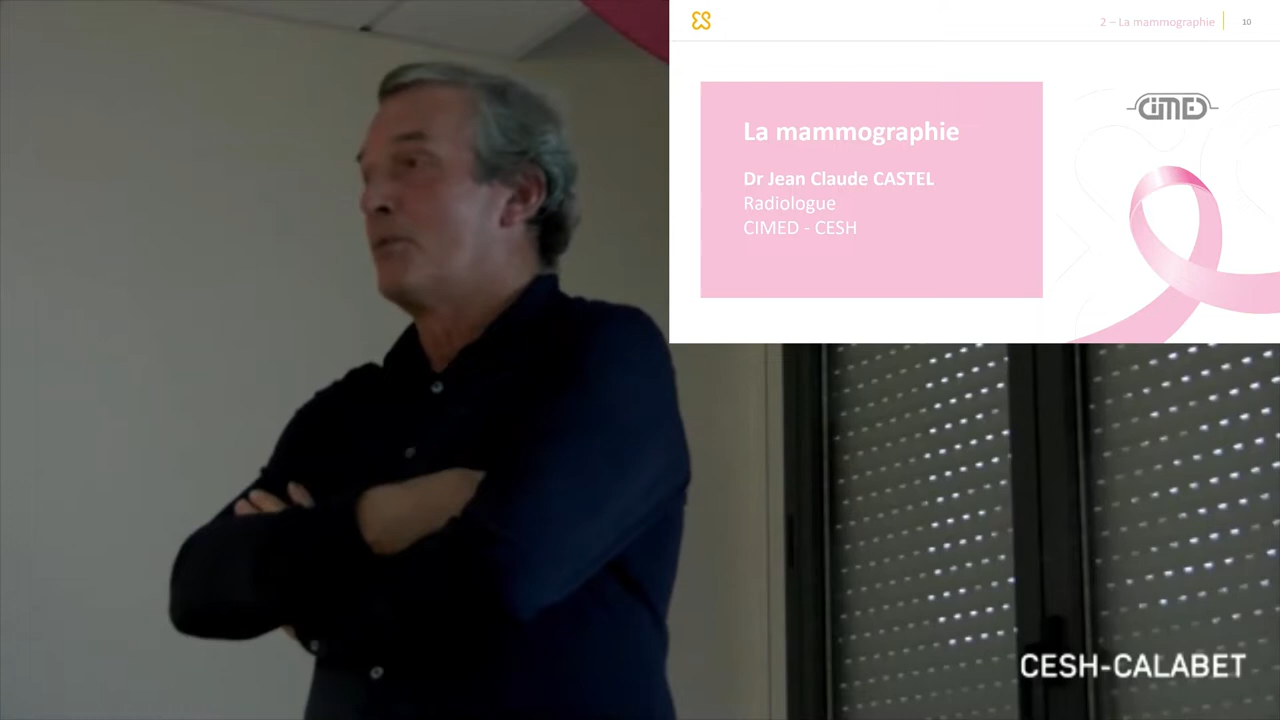 2 – La mammographie
10
CIMED
La mammographie
Dr Jean Claude CASTEL
Radiologue
CIMED - CESH
CESH-CALABET